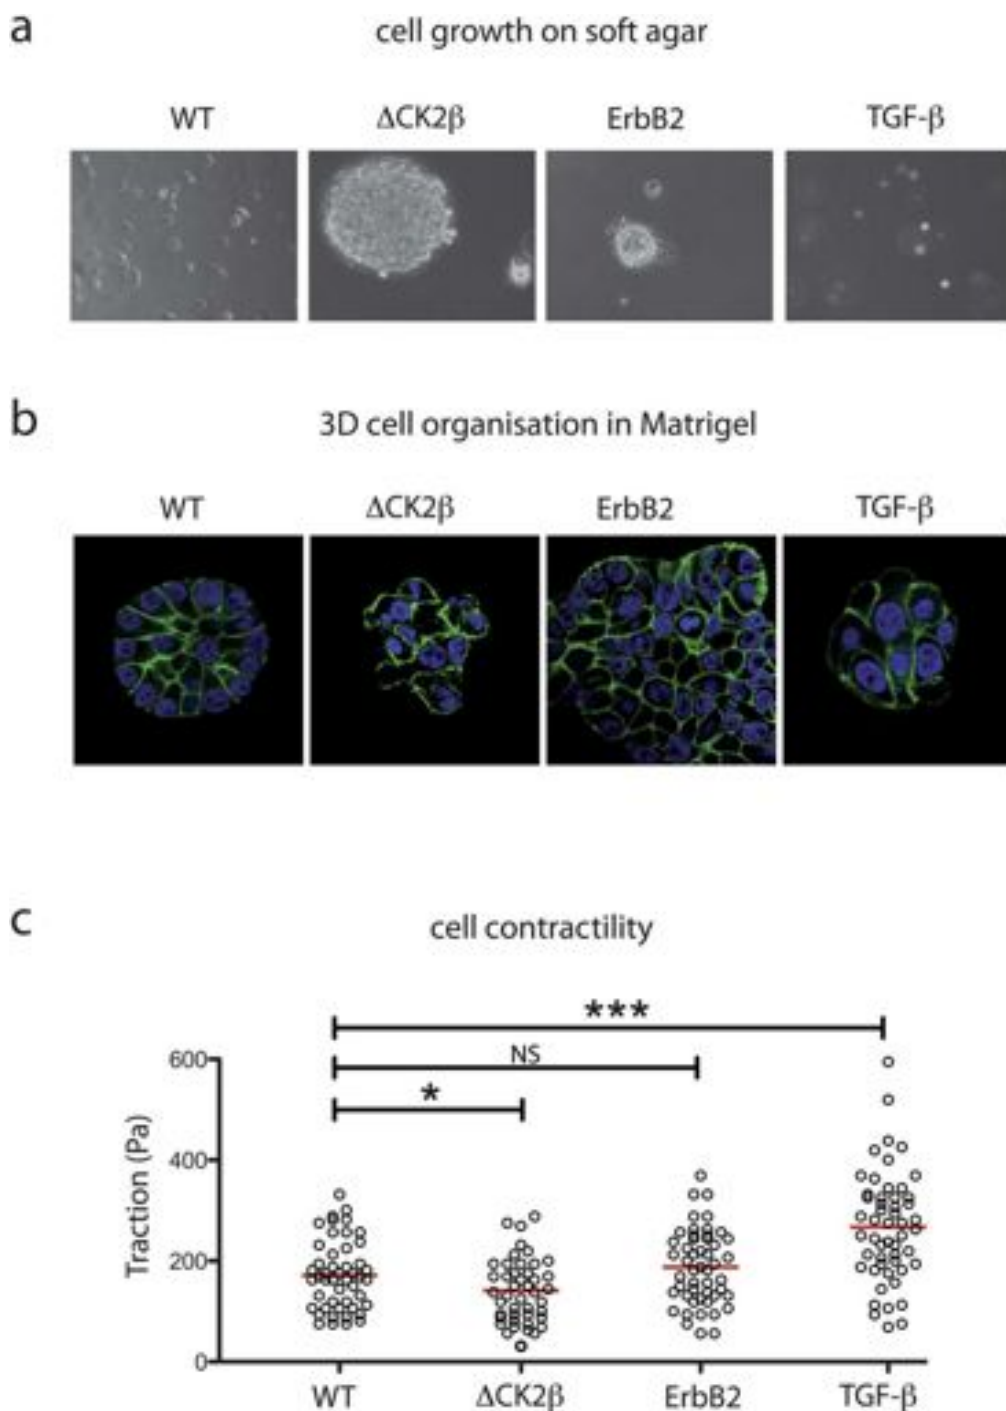 a
cell growth on soft agar
WT ΔCK2β ErbB2 TGF-β
b
3D cell organisation in Matrigel
WT ΔCK2β ErbB2 TGF-β
c
cell contractility
***
NS
*
600
400
200
0
Traction (Pa)
WT ΔCK2β ErbB2 TGF-β